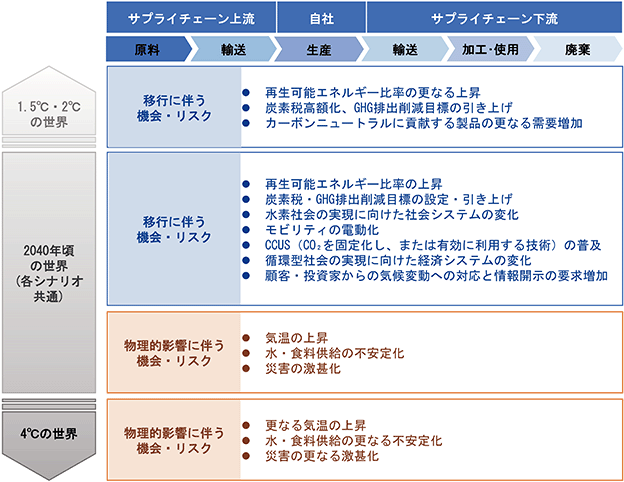 サプライチェーン上流
自社
サプライチェーン下流
原料
輸送
生産
輸送
加工・使用
廃棄
1.5℃・2℃
の世界
移行に伴う
機会・リスク
● 再生可能エネルギー比率の更なる上昇
● 炭素税高額化、GHG排出削減目標の引き上げ
● カーボンニュートラルに貢献する製品の更なる需要増加
2040年頃
の世界
(各シナリオ
共通)
移行に伴う
機会・リスク
● 再生可能エネルギー比率の上昇
● 炭素税・GHG排出削減目標の設定・引き上げ
● 水素社会の実現に向けた社会システムの変化
● モビリティの電動化
● CCUS（CO₂を固定化し、または有効に利用する技術）の普及
● 循環型社会の実現に向けた経済システムの変化
● 顧客・投資家からの気候変動への対応と情報開示の要求増加
物理的影響に伴う
機会・リスク
● 気温の上昇
● 水・食料供給の不安定化
● 災害の激甚化
4℃の世界
物理的影響に伴う
機会・リスク
● 更なる気温の上昇
● 水・食料供給の更なる不安定化
● 災害の更なる激甚化